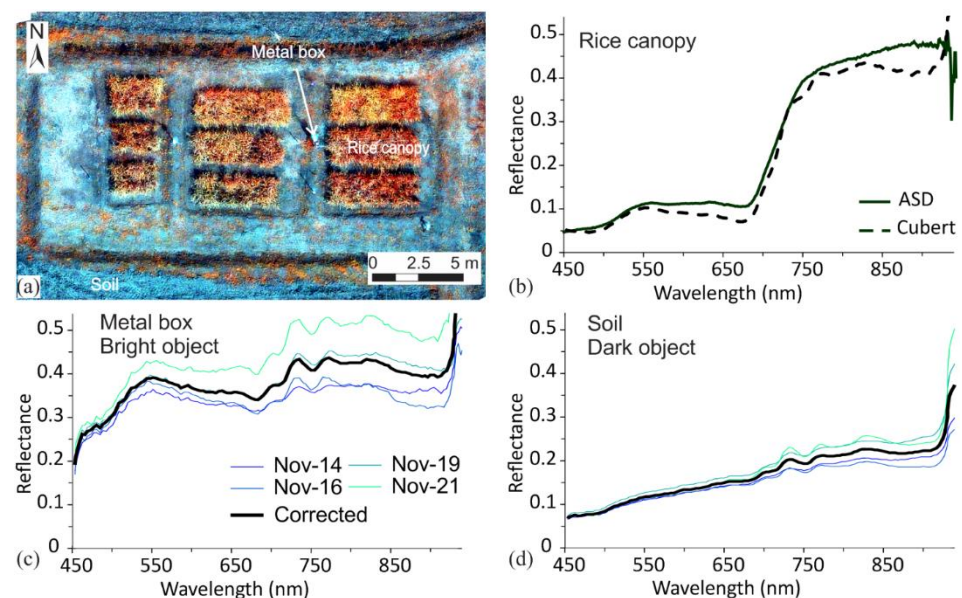 N
Metal box
Rice canopy
0 2.5 5 m
(a)
Soil
0.5
0.4
0.3
0.2
0.1
0
Reflectance
Rice canopy
ASD
Cubert
450 550 650 750 850
Wavelength (nm)
(b)
0.5
0.4
0.3
0.2
0.1
0
Reflectance
Metal box
Bright object
Nov-14 Nov-19
Nov-16 Nov-21
Corrected
450 550 650 750 850
Wavelength (nm)
(c)
0.5
0.4
0.3
0.2
0.1
0
Reflectance
Soil
Dark object
450 550 650 750 850
Wavelength (nm)
(d)